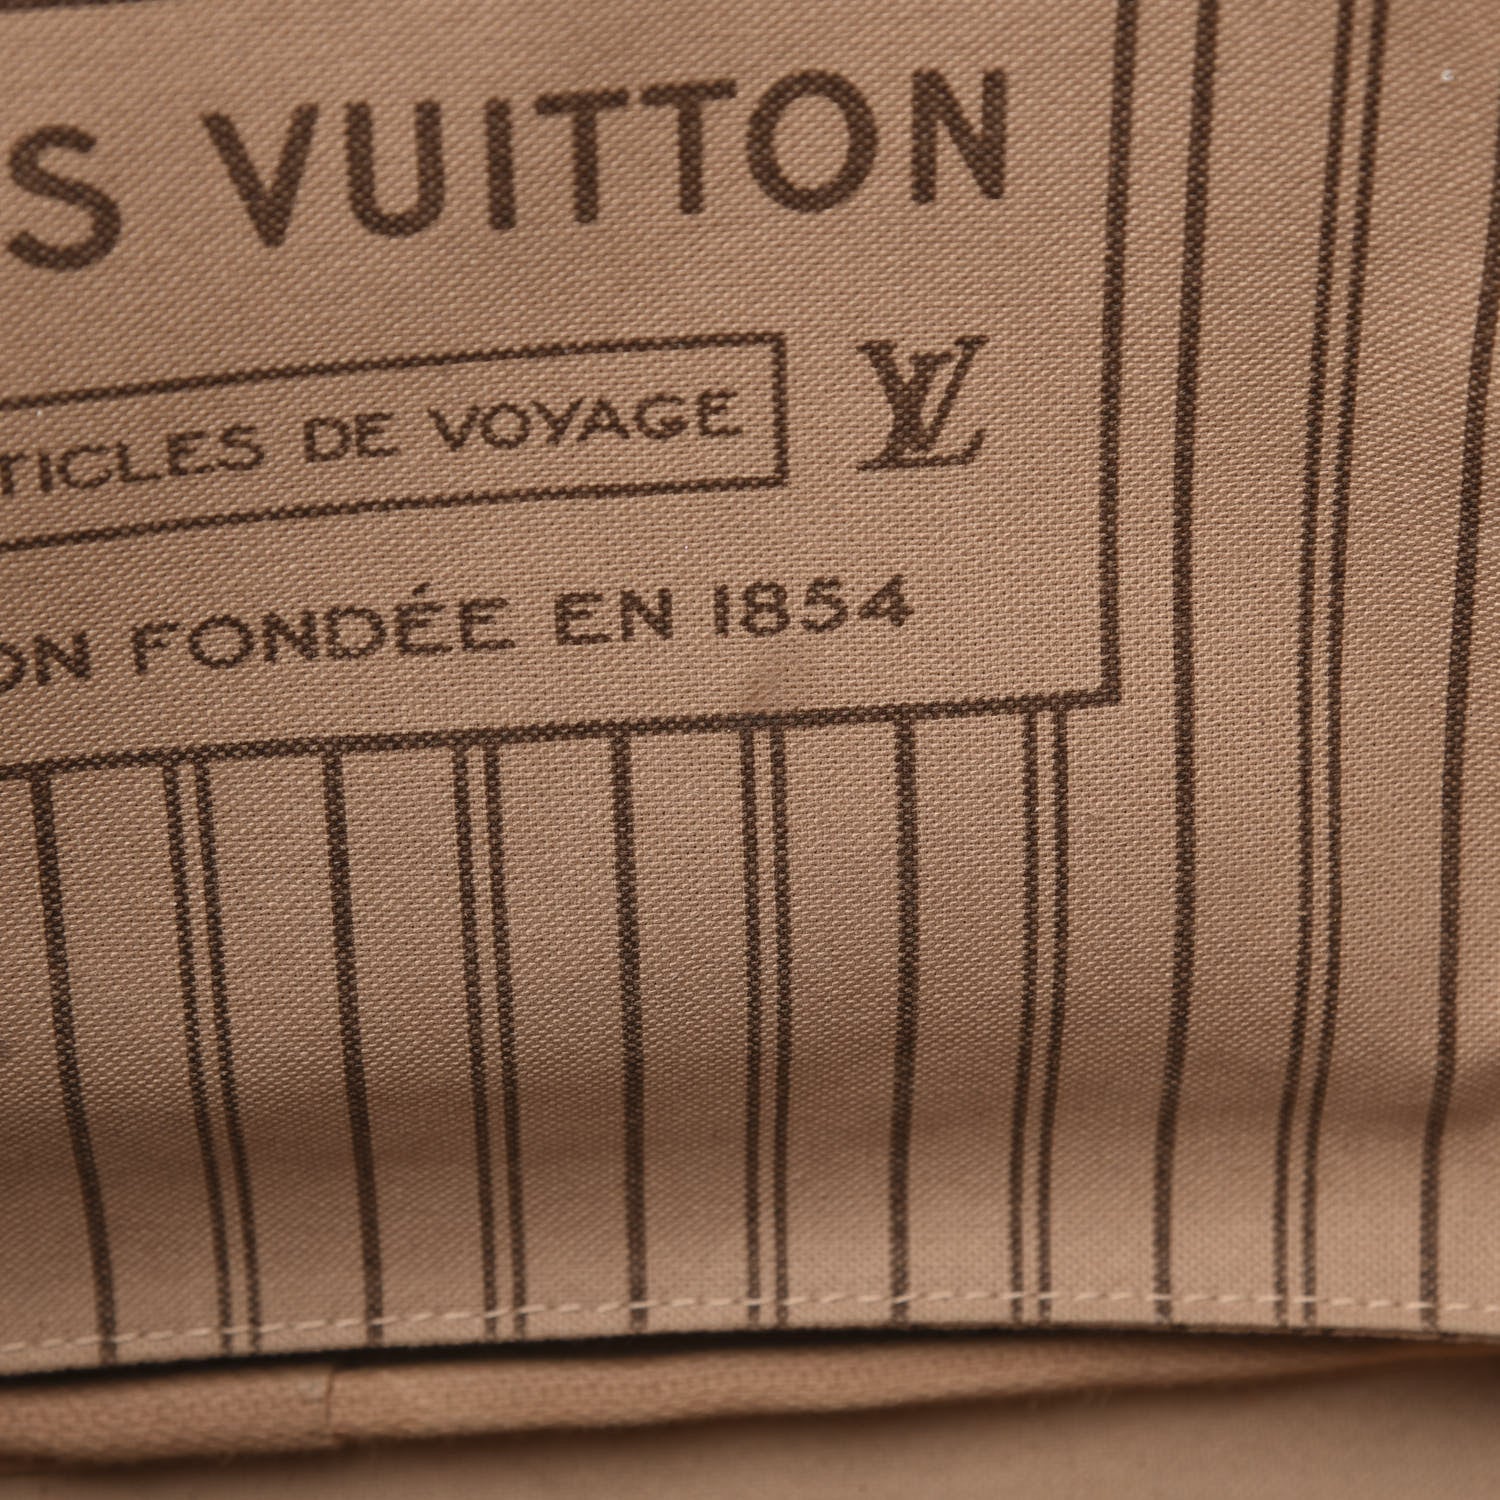 S VUITTON
TICLES DE VOYAGE LV
ON FONDÉE EN 1854